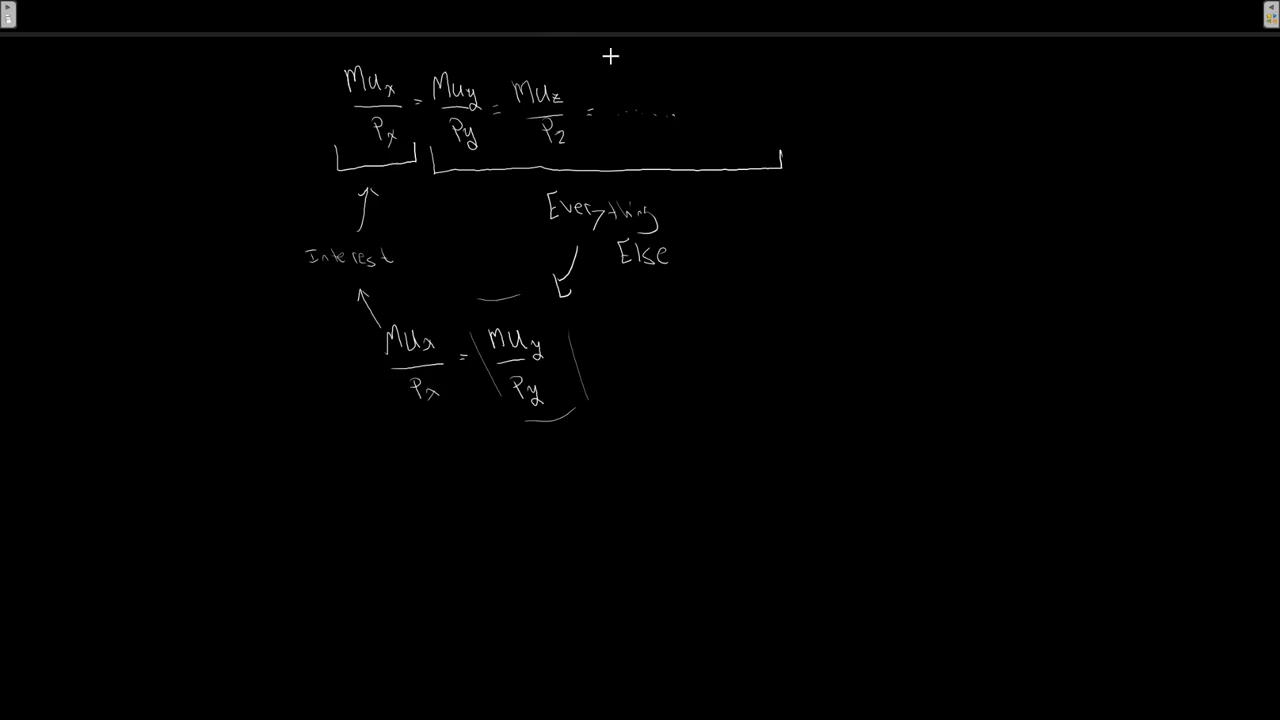 MUx/Px = MUy/Py = MUz/Pz = .......
Everything
Else
Interest
MUx/Px = MUy/Py